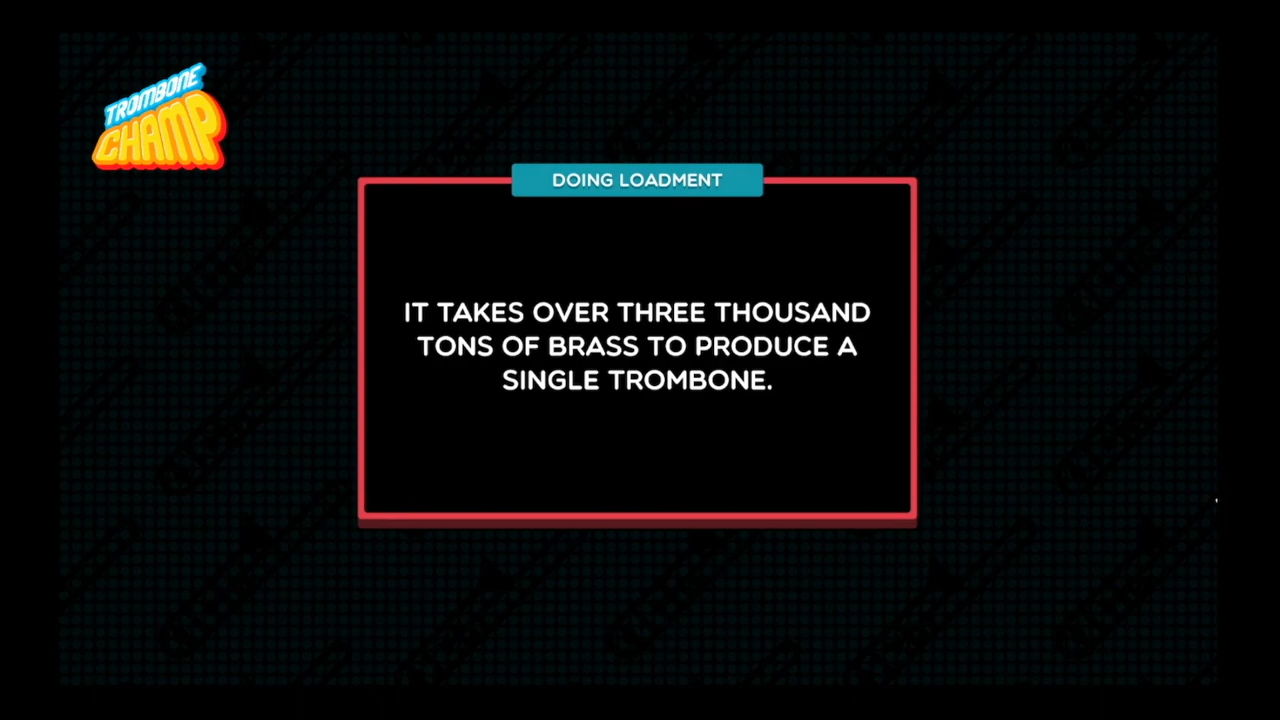 TROMBONE
CHAMP
DOING LOADMENT
IT TAKES OVER THREE THOUSAND
TONS OF BRASS TO PRODUCE A
SINGLE TROMBONE.